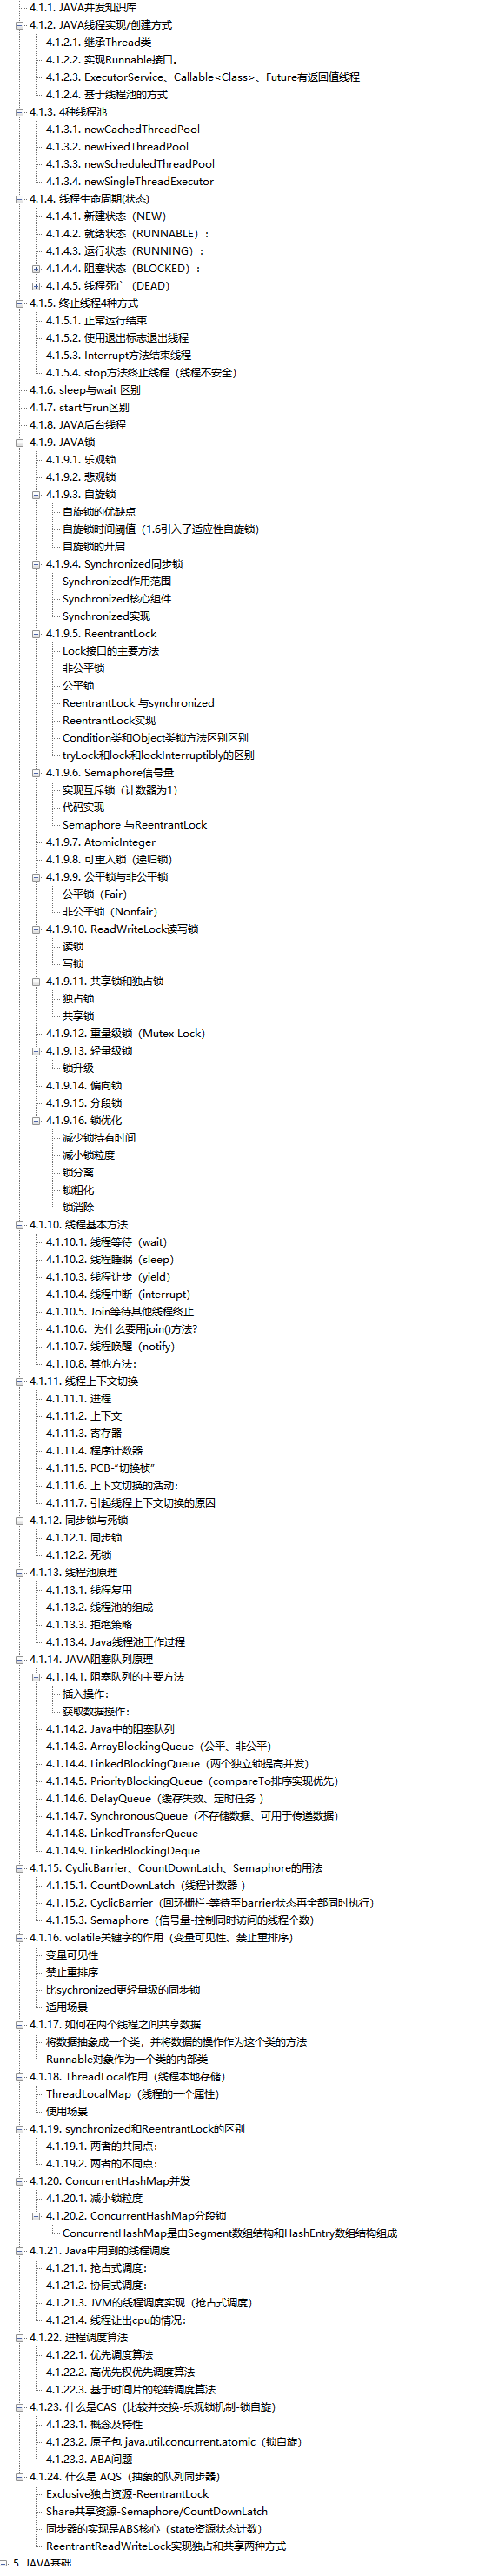 4.1.1. JAVA并发知识库
4.1.2. JAVA线程实现/创建方式
4.1.2.1. 继承Thread类
4.1.2.2. 实现Runnable接口。
4.1.2.3. ExecutorService、Callable<Class>、Future有返回值线程
4.1.2.4. 基于线程池的方式
4.1.3. 4种线程池
4.1.3.1. newCachedThreadPool
4.1.3.2. newFixedThreadPool
4.1.3.3. newScheduledThreadPool
4.1.3.4. newSingleThreadExecutor
4.1.4. 线程生命周期(状态)
4.1.4.1. 新建状态（NEW）
4.1.4.2. 就绪状态（RUNNABLE）：
4.1.4.3. 运行状态（RUNNING）：
4.1.4.4. 阻塞状态（BLOCKED）：
4.1.4.5. 线程死亡（DEAD）
4.1.5. 终止线程4种方式
4.1.5.1. 正常运行结束
4.1.5.2. 使用退出标志退出线程
4.1.5.3. Interrupt方法结束线程
4.1.5.4. stop方法终止线程（线程不安全）
4.1.6. sleep与wait 区别
4.1.7. start与run区别
4.1.8. JAVA后台线程
4.1.9. JAVA锁
4.1.9.1. 乐观锁
4.1.9.2. 悲观锁
4.1.9.3. 自旋锁
自旋锁的优缺点
自旋锁时间阈值（1.6引入了适应性自旋锁）
自旋锁的开启
4.1.9.4. Synchronized同步锁
Synchronized作用范围
Synchronized核心组件
Synchronized实现
4.1.9.5. ReentrantLock
Lock接口的主要方法
非公平锁
公平锁
ReentrantLock 与synchronized
ReentrantLock实现
Condition类和Object类锁方法区别区别
tryLock和lock和lockInterruptibly的区别
4.1.9.6. Semaphore信号量
实现互斥锁（计数器为1）
代码实现
Semaphore 与ReentrantLock
4.1.9.7. AtomicInteger
4.1.9.8. 可重入锁（递归锁）
4.1.9.9. 公平锁与非公平锁
公平锁（Fair）
非公平锁（Nonfair）
4.1.9.10. ReadWriteLock读写锁
读锁
写锁
4.1.9.11. 共享锁和独占锁
独占锁
共享锁
4.1.9.12. 重量级锁（Mutex Lock）
4.1.9.13. 轻量级锁
锁升级
4.1.9.14. 偏向锁
4.1.9.15. 分段锁
4.1.9.16. 锁优化
减少锁持有时间
减小锁粒度
锁分离
锁粗化
锁消除
4.1.10. 线程基本方法
4.1.10.1. 线程等待（wait）
4.1.10.2. 线程睡眠（sleep）
4.1.10.3. 线程让步（yield）
4.1.10.4. 线程中断（interrupt）
4.1.10.5. Join等待其他线程终止
4.1.10.6. 为什么要用join()方法？
4.1.10.7. 线程唤醒（notify）
4.1.10.8. 其他方法：
4.1.11. 线程上下文切换
4.1.11.1. 进程
4.1.11.2. 上下文
4.1.11.3. 寄存器
4.1.11.4. 程序计数器
4.1.11.5. PCB-“切换桢”
4.1.11.6. 上下文切换的活动：
4.1.11.7. 引起线程上下文切换的原因
4.1.12. 同步锁与死锁
4.1.12.1. 同步锁
4.1.12.2. 死锁
4.1.13. 线程池原理
4.1.13.1. 线程复用
4.1.13.2. 线程池的组成
4.1.13.3. 拒绝策略
4.1.13.4. Java线程池工作过程
4.1.14. JAVA阻塞队列原理
4.1.14.1. 阻塞队列的主要方法
插入操作：
获取数据操作：
4.1.14.2. Java中的阻塞队列
4.1.14.3. ArrayBlockingQueue（公平、非公平）
4.1.14.4. LinkedBlockingQueue（两个独立锁提高并发）
4.1.14.5. PriorityBlockingQueue（compareTo排序实现优先）
4.1.14.6. DelayQueue（缓存失效、定时任务 ）
4.1.14.7. SynchronousQueue（不存储数据、可用于传递数据）
4.1.14.8. LinkedTransferQueue
4.1.14.9. LinkedBlockingDeque
4.1.15. CyclicBarrier、CountDownLatch、Semaphore的用法
4.1.15.1. CountDownLatch（线程计数器 ）
4.1.15.2. CyclicBarrier（回环栅栏-等待至barrier状态再全部同时执行）
4.1.15.3. Semaphore（信号量-控制同时访问的线程个数）
4.1.16. volatile关键字的作用（变量可见性、禁止重排序）
变量可见性
禁止重排序
比sychronized更轻量级的同步锁
适用场景
4.1.17. 如何在两个线程之间共享数据
将数据抽象成一个类，并将数据的操作作为这个类的方法
Runnable对象作为一个类的内部类
4.1.18. ThreadLocal作用（线程本地存储）
ThreadLocalMap（线程的一个属性）
使用场景
4.1.19. synchronized和ReentrantLock的区别
4.1.19.1. 两者的共同点：
4.1.19.2. 两者的不同点：
4.1.20. ConcurrentHashMap并发
4.1.20.1. 减小锁粒度
4.1.20.2. ConcurrentHashMap分段锁
ConcurrentHashMap是由Segment数组结构和HashEntry数组结构组成
4.1.21. Java中用到的线程调度
4.1.21.1. 抢占式调度：
4.1.21.2. 协同式调度：
4.1.21.3. JVM的线程调度实现（抢占式调度）
4.1.21.4. 线程让出cpu的情况：
4.1.22. 进程调度算法
4.1.22.1. 优先调度算法
4.1.22.2. 高优先权优先调度算法
4.1.22.3. 基于时间片的轮转调度算法
4.1.23. 什么是CAS（比较并交换-乐观锁机制-锁自旋）
4.1.23.1. 概念及特性
4.1.23.2. 原子包 java.util.concurrent.atomic（锁自旋）
4.1.23.3. ABA问题
4.1.24. 什么是 AQS（抽象的队列同步器）
Exclusive独占资源-ReentrantLock
Share共享资源-Semaphore/CountDownLatch
同步器的实现是ABS核心（state资源状态计数）
ReentrantReadWriteLock实现独占和共享两种方式
5. JAVA基础